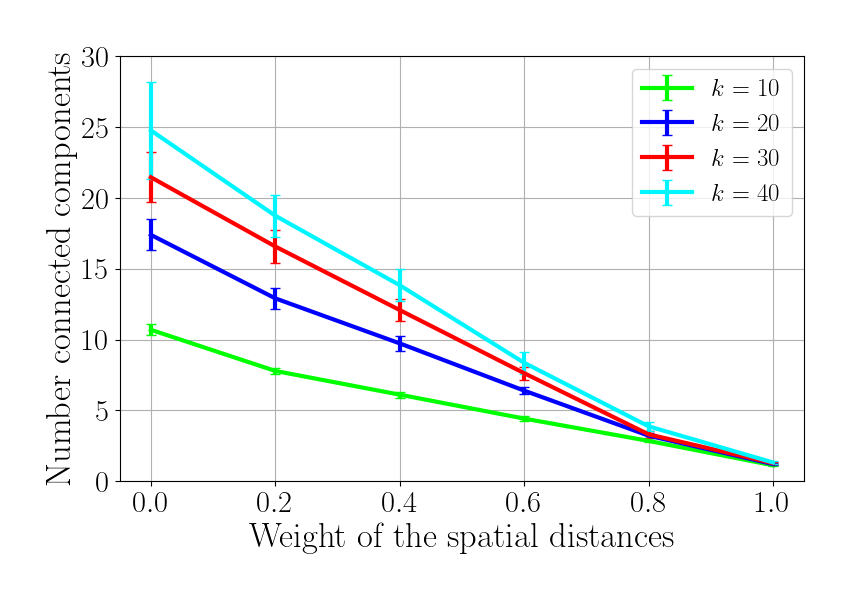 Number connected components
30
25
20
15
10
5
0
k = 10
k = 20
k = 30
k = 40
0.0 0.2 0.4 0.6 0.8 1.0
Weight of the spatial distances